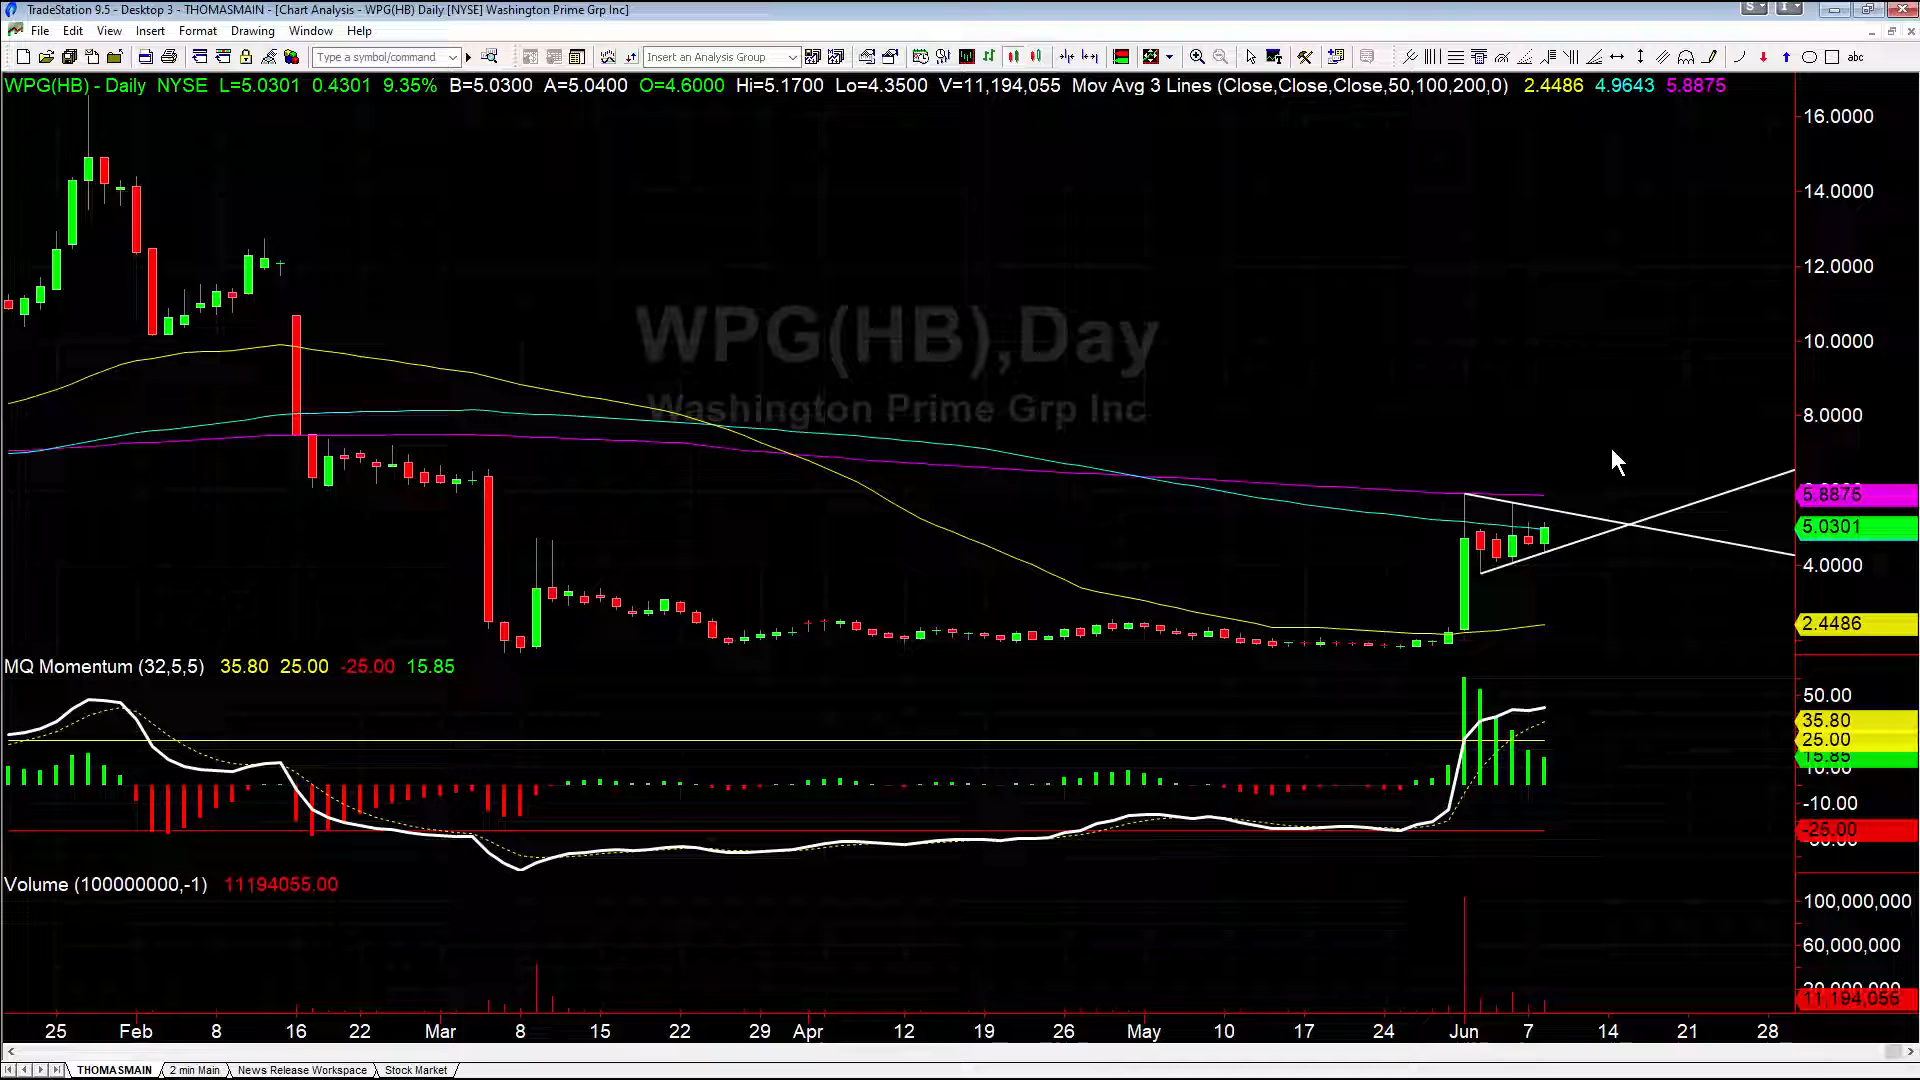 TradeStation 9.5 - Desktop 3 - THOMASMAIN - [Chart Analysis - WPG(HB) Daily [NYSE] Washington Prime Grp Inc]
File Edit View Insert Format Drawing Window Help
Type a symbol/command
Insert an Analysis Group
abc
WPG(HB) - Daily NYSE L=5.0301 0.4301 9.35% B=5.0300 A=5.0400 O=4.6000 Hi=5.1700 Lo=4.3500 V=11,194,055 Mov Avg 3 Lines (Close,Close,Close,50,100,200,0) 2.4486 4.9643 5.8875
16.0000
14.0000
12.0000
10.0000
8.0000
5.8875
5.0301
4.0000
2.4486
WPG(HB),Day
Washington Prime Grp Inc
MQ Momentum (32,5,5) 35.80 25.00 -25.00 15.85
50.00
35.80
25.00
15.85
-10.00
-25.00
Volume (100000000,-1) 11194055.00
100,000,000
60,000,000
11,194,055
25 Feb 8 16 22 Mar 8 15 22 29 Apr 12 19 26 May 10 17 24 Jun 7 14 21 28
THOMASMAIN 2 min Main News Release Workspace Stock Market